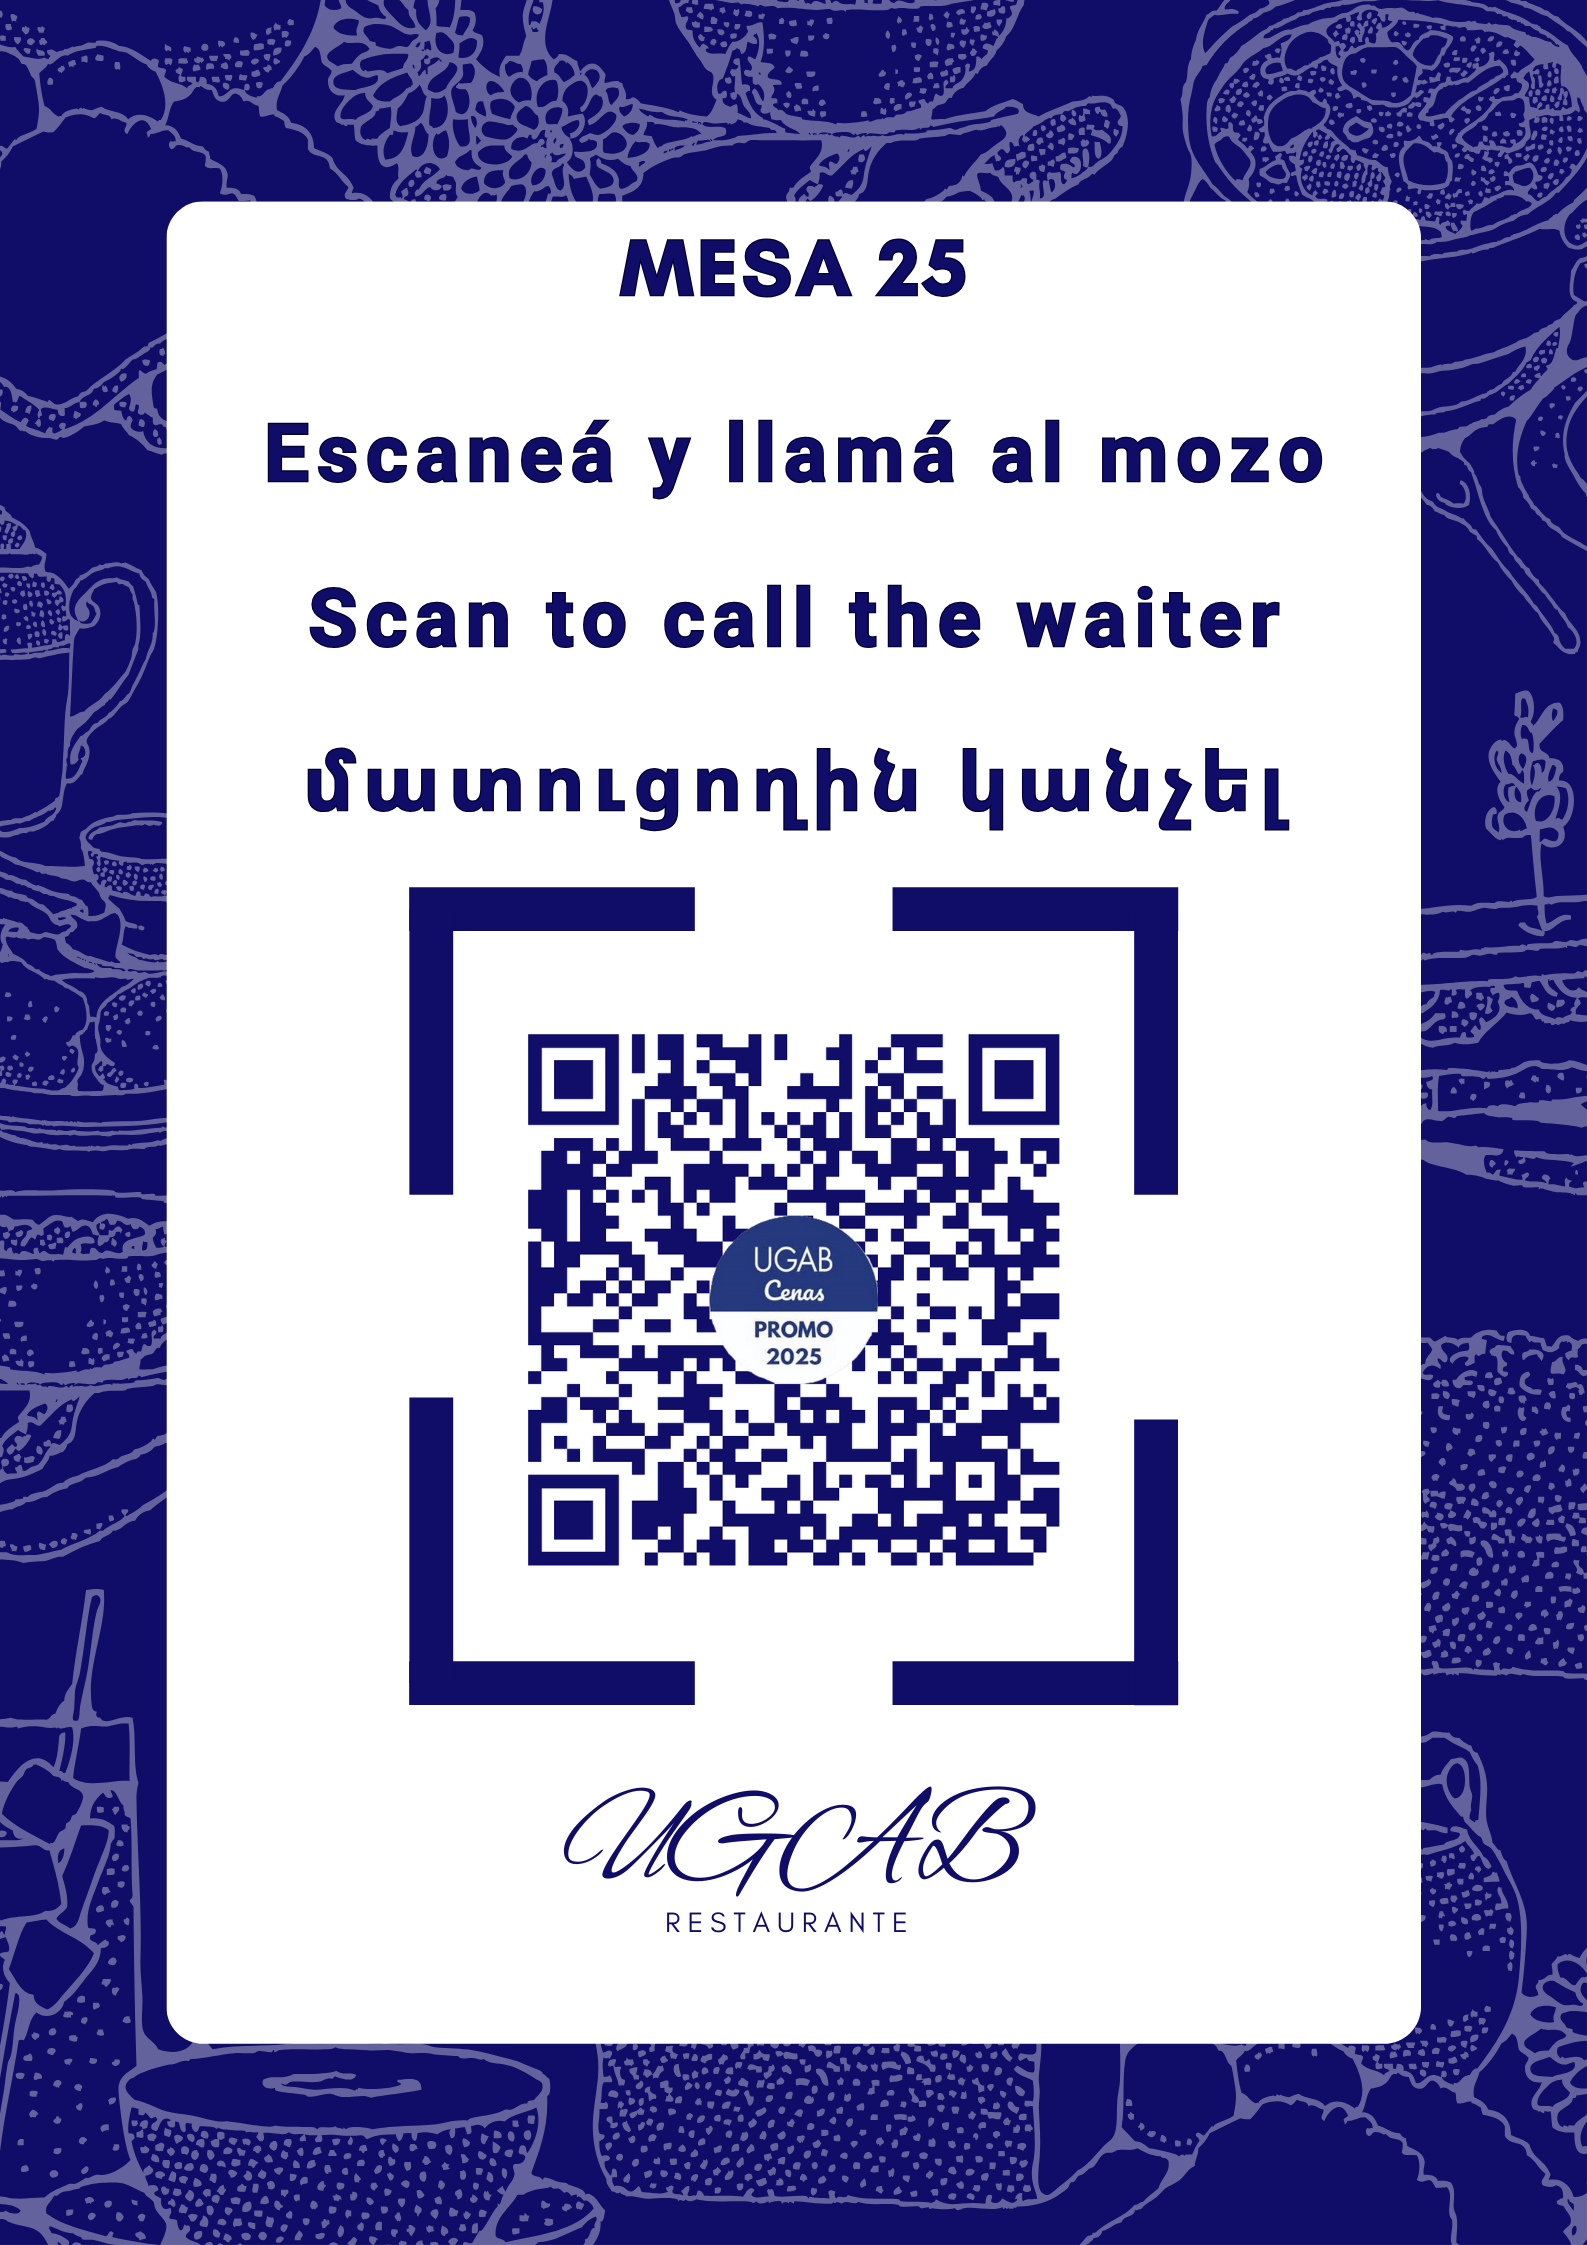 MESA 25
Escaneá y llamá al mozo
Scan to call the waiter
մատուցողին կանչել
UGAB
Cenas
PROMO
2025
UGAB
RESTAURANTE